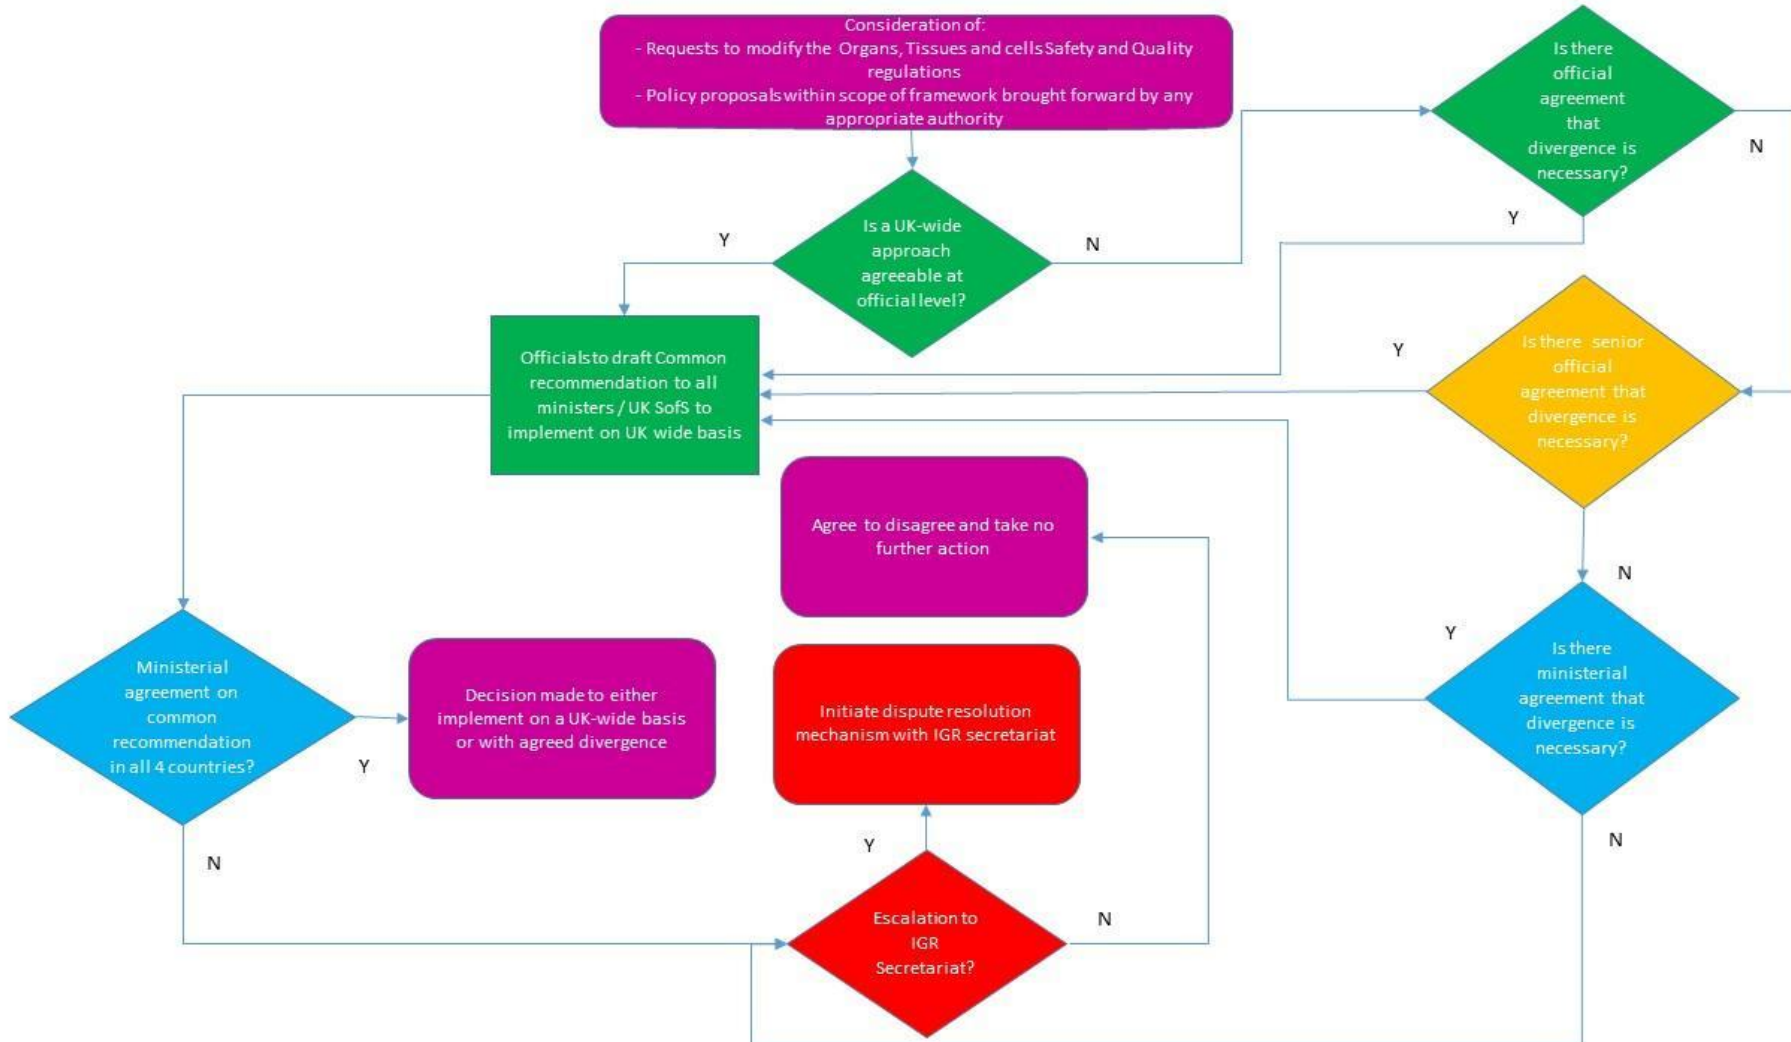 Consideration of:
- Requests to modify the Organs, Tissues and cells Safety and Quality
regulations
- Policy proposals within scope of framework brought forward by any
appropriate authority
Is there
official
agreement
that
divergence is
necessary?
N
Y
Is a UK-wide
approach
agreeable at
official level?
Y
N
Officials to draft Common
recommendation to all
ministers / UK SofS to
implement on UK wide basis
Is there senior
official
agreement that
divergence is
necessary?
Y
N
Agree to disagree and take no
further action
Is there
ministerial
agreement that
divergence is
necessary?
Y
N
Ministerial
agreement on
common
recommendation
in all 4 countries?
Y
N
Decision made to either
implement on a UK-wide basis
or with agreed divergence
Initiate dispute resolution
mechanism with IGR secretariat
Y
Escalation to
IGR
Secretariat?
N